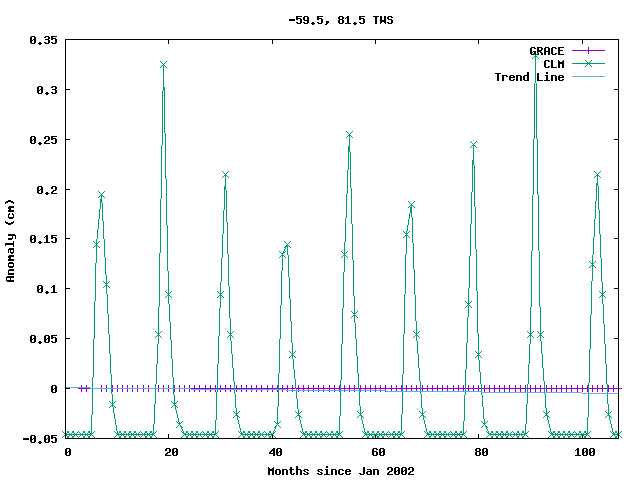 -59.5, 81.5 TWS
GRACE
CLM
Trend Line
0.35
0.3
0.25
0.2
0.15
0.1
0.05
0
-0.05
Anomaly (cm)
0 20 40 60 80 100
Months since Jan 2002